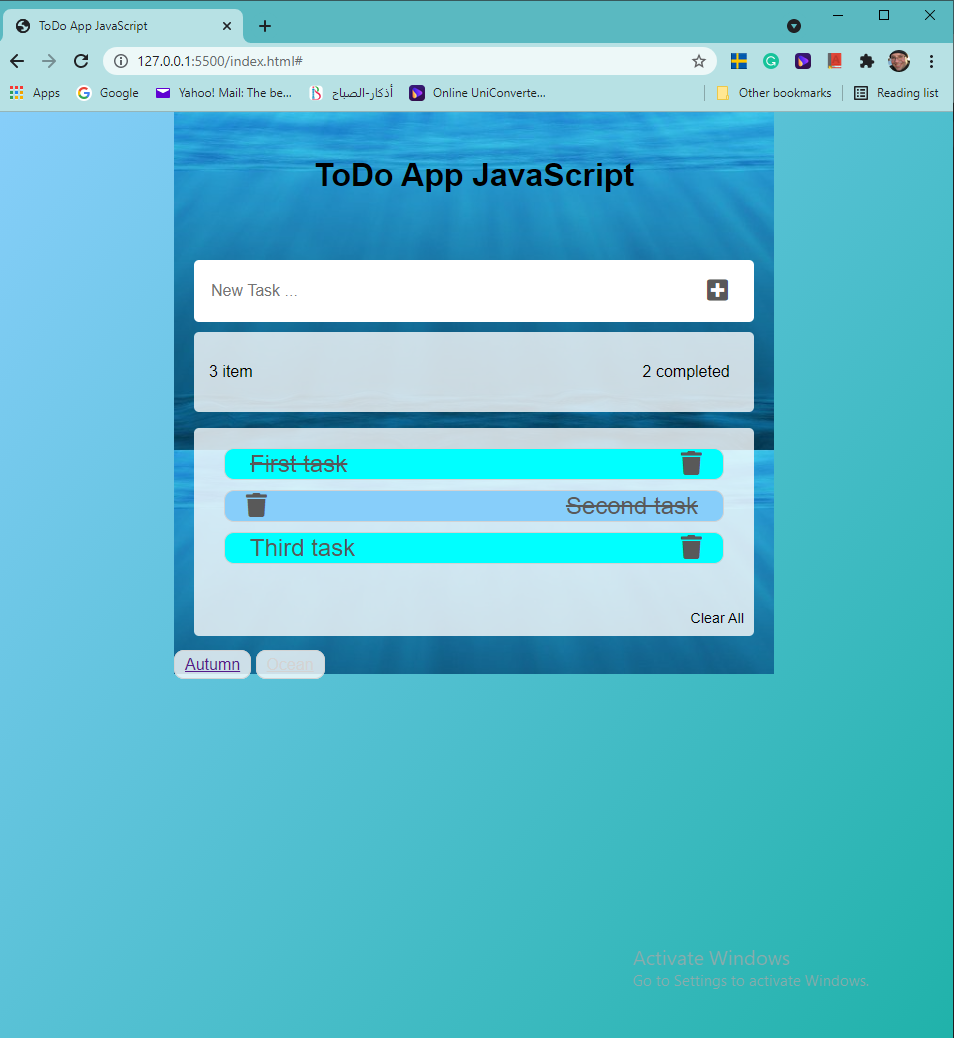 ToDo App JavaScript
127.0.0.1:5500/index.html#
Apps Google Yahoo! Mail: The be... أذكار-الصباح Online UniConverte... Other bookmarks Reading list
ToDo App JavaScript
New Task ...
3 item 2 completed
First task
Second task
Third task
Clear All
Autumn Ocean
Activate Windows
Go to Settings to activate Windows.